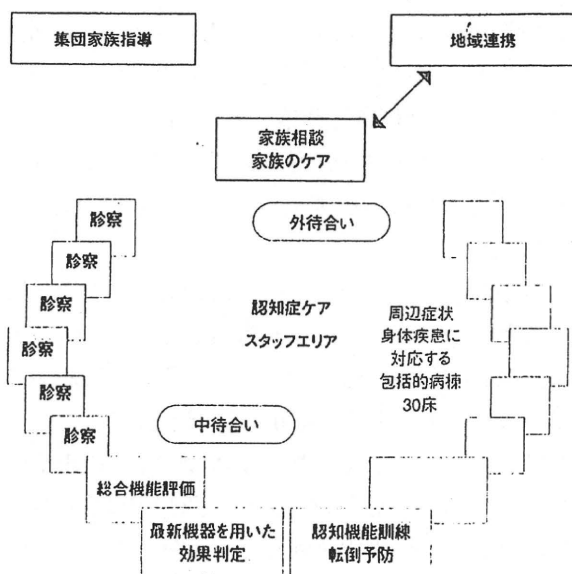 集団家族指導
地域連携
家族相談
家族のケア
外待合い
診察
診察
診察
診察
診察
診察
認知症ケア
スタッフエリア
周辺症状
身体疾患に
対応する
包括的病棟
30床
中待合い
総合機能評価
最新機器を用いた
効果判定
認知機能訓練
転倒予防